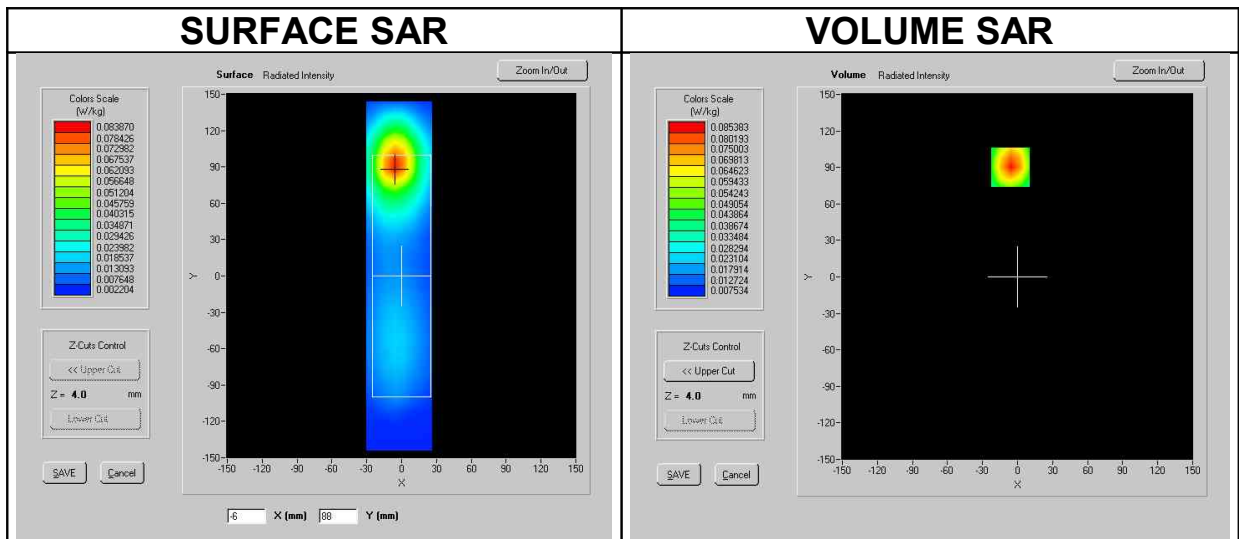 SURFACE SAR
VOLUME SAR
Surface Radiated Intensity
Zoom In/Out
Colors Scale
(W/kg)
0.083870
0.078426
0.072982
0.067537
0.062093
0.056648
0.051204
0.045759
0.040315
0.034871
0.029426
0.023982
0.018537
0.013093
0.007648
0.002204
Z-Cuts Control
<< Upper Cut
Z = 4.0 mm
Lower Cut
SAVE Cancel
150-
120-
90-
60-
30-
0-
-30-
-60-
-90-
-120-
-150-
Y
-150 -120 -90 -60 -30 0 30 60 90 120 150
X
-6 X (mm) 88 Y (mm)
Volume Radiated Intensity
Zoom In/Out
Colors Scale
(W/kg)
0.085383
0.080193
0.075003
0.069813
0.064623
0.059433
0.054243
0.049054
0.043864
0.038674
0.033484
0.028294
0.023104
0.017914
0.012724
0.007534
Z-Cuts Control
<< Upper Cut
Z = 4.0 mm
Lower Cut
SAVE Cancel
150-
120-
90-
60-
30-
0-
-30-
-60-
-90-
-120-
-150-
Y
-150 -120 -90 -60 -30 0 30 60 90 120 150
X